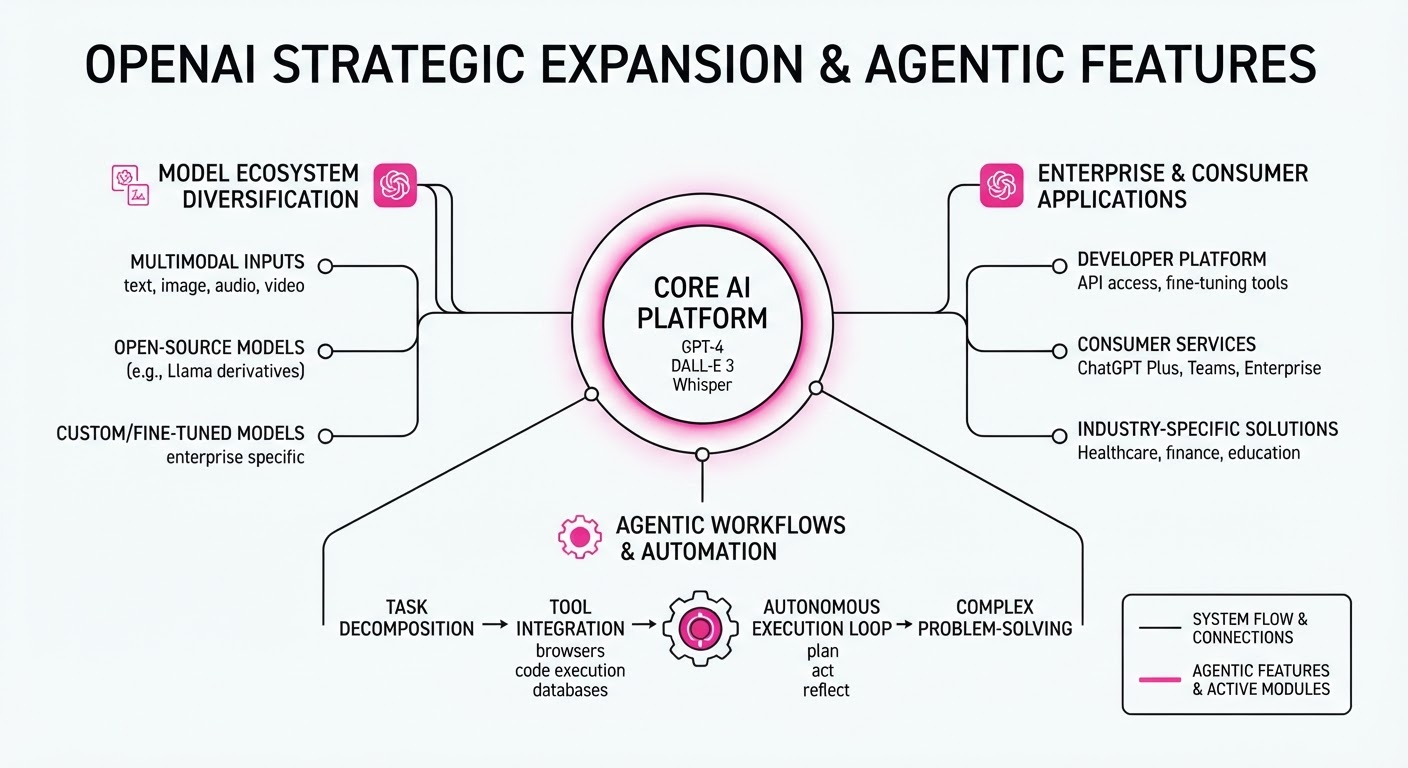 OPENAI STRATEGIC EXPANSION & AGENTIC FEATURES
MODEL ECOSYSTEM
DIVERSIFICATION
MULTIMODAL INPUTS
text, image, audio, video
OPEN-SOURCE MODELS
(e.g., Llama derivatives)
CUSTOM/FINE-TUNED MODELS
enterprise specific
CORE AI
PLATFORM
GPT-4
DALL-E 3
Whisper
ENTERPRISE & CONSUMER
APPLICATIONS
DEVELOPER PLATFORM
API access, fine-tuning tools
CONSUMER SERVICES
ChatGPT Plus, Teams, Enterprise
INDUSTRY-SPECIFIC SOLUTIONS
Healthcare, finance, education
AGENTIC WORKFLOWS
& AUTOMATION
TASK
DECOMPOSITION
TOOL
INTEGRATION
browsers
code execution
databases
AUTONOMOUS
EXECUTION LOOP
plan
act
reflect
COMPLEX
PROBLEM-SOLVING
SYSTEM FLOW &
CONNECTIONS
AGENTIC FEATURES
& ACTIVE MODULES